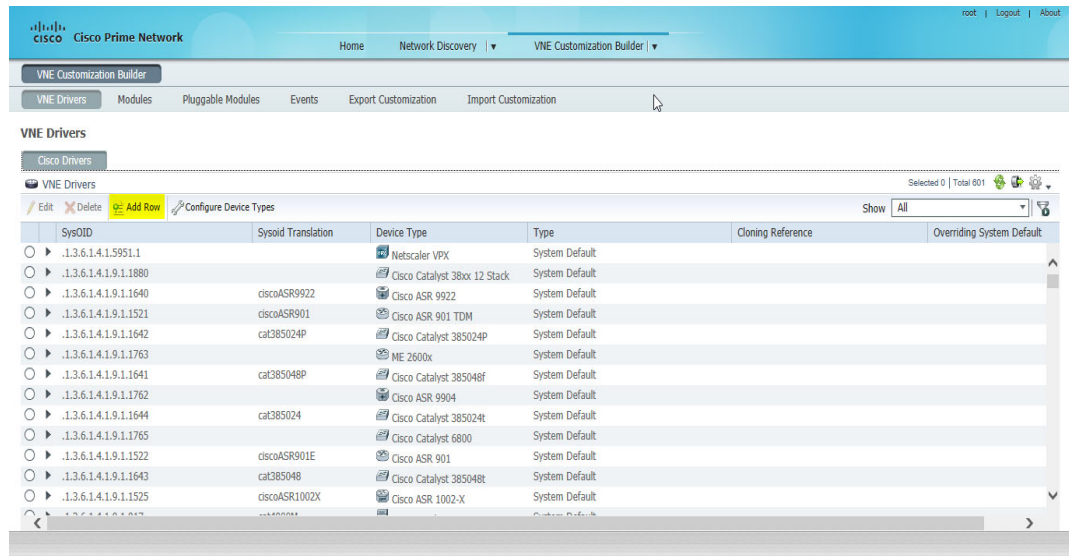 root | Logout | About
CISCO Cisco Prime Network
Home Network Discovery | VNE Customization Builder |
VNE Customization Builder
VNE Drivers Modules Pluggable Modules Events Export Customization Import Customization
VNE Drivers
Cisco Drivers
VNE Drivers Selected 0 | Total 601
Edit Delete Add Row Configure Device Types Show All
SysOID Sysoid Translation Device Type Type Cloning Reference Overriding System Default
.1.3.6.1.4.1.5951.1 Netscaler VPX System Default
.1.3.6.1.4.1.9.1.1880 Cisco Catalyst 38xx 12 Stack System Default
.1.3.6.1.4.1.9.1.1640 ciscoASR9922 Cisco ASR 9922 System Default
.1.3.6.1.4.1.9.1.1521 ciscoASR901 Cisco ASR 901 TDM System Default
.1.3.6.1.4.1.9.1.1642 cat385024P Cisco Catalyst 385024P System Default
.1.3.6.1.4.1.9.1.1763 ME 2600x System Default
.1.3.6.1.4.1.9.1.1641 cat385048P Cisco Catalyst 385048f System Default
.1.3.6.1.4.1.9.1.1762 Cisco ASR 9904 System Default
.1.3.6.1.4.1.9.1.1644 cat385024 Cisco Catalyst 385024t System Default
.1.3.6.1.4.1.9.1.1765 Cisco Catalyst 6800 System Default
.1.3.6.1.4.1.9.1.1522 ciscoASR901E Cisco ASR 901 System Default
.1.3.6.1.4.1.9.1.1643 cat385048 Cisco Catalyst 385048t System Default
.1.3.6.1.4.1.9.1.1525 ciscoASR1002X Cisco ASR 1002-X System Default